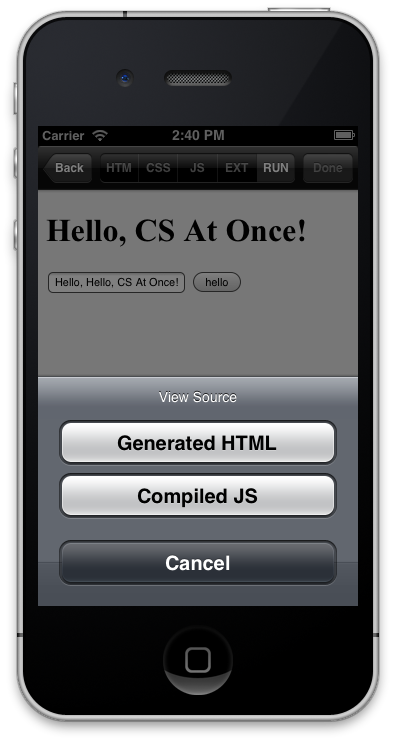 Carrier 2:40 PM
Back HTM CSS JS EXT RUN Done
Hello, CS At Once!
Hello, Hello, CS At Once! hello
View Source
Generated HTML
Compiled JS
Cancel